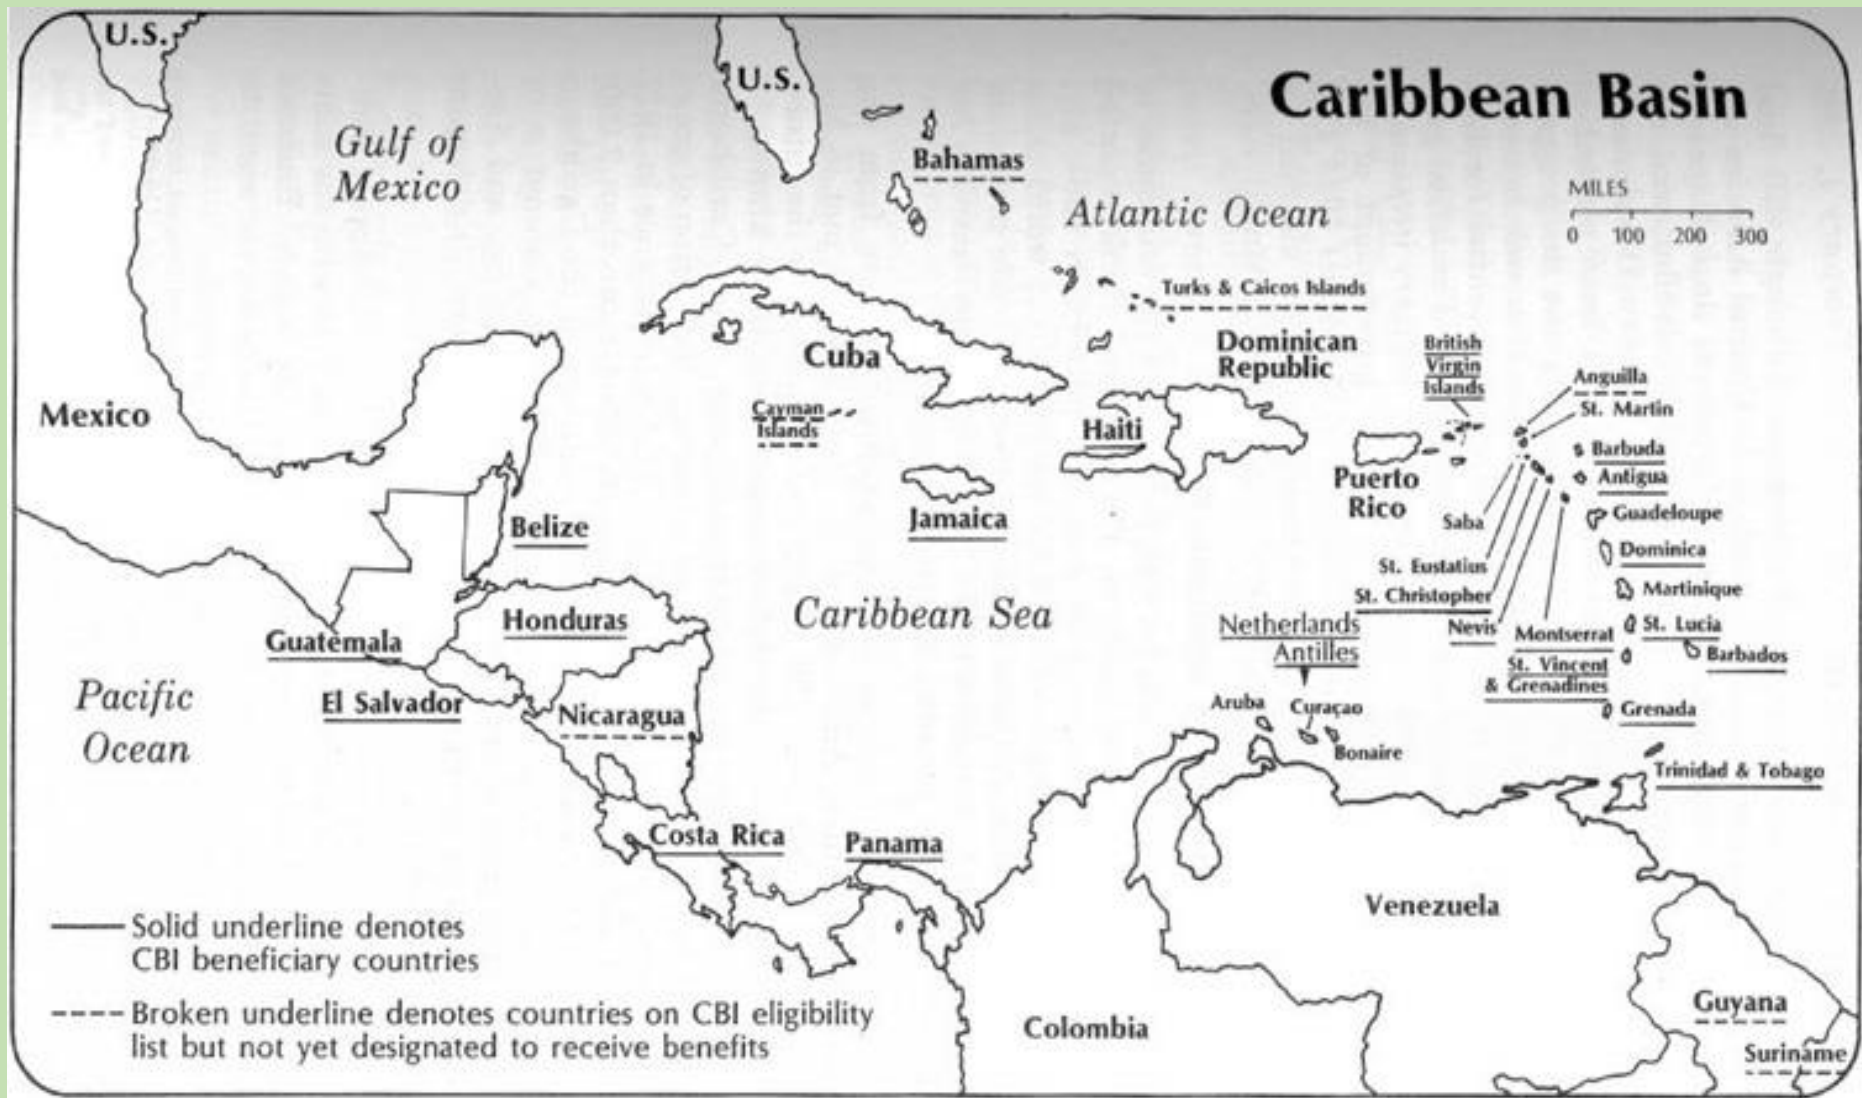 U.S.
U.S.
Caribbean Basin
Gulf of
Mexico
Bahamas
Atlantic Ocean
MILES
0 100 200 300
Turks & Caicos Islands
Cuba
Dominican
Republic
British
Virgin
Islands
Anguilla
St. Martin
Mexico
Cayman
Islands
Haiti
Barbuda
Puerto
Rico
Antigua
Jamaica
Saba
Guadeloupe
Belize
Dominica
St. Eustatius
St. Christopher
Martinique
Caribbean Sea
Honduras
Netherlands
Antilles
Nevis
Montserrat
St. Lucia
Guatemala
St. Vincent
& Grenadines
Barbados
Pacific
Ocean
El Salvador
Nicaragua
Aruba
Curaçao
Bonaire
Grenada
Trinidad & Tobago
Costa Rica
Panama
Venezuela
Solid underline denotes
CBI beneficiary countries
Broken underline denotes countries on CBI eligibility
list but not yet designated to receive benefits
Colombia
Guyana
Suriname